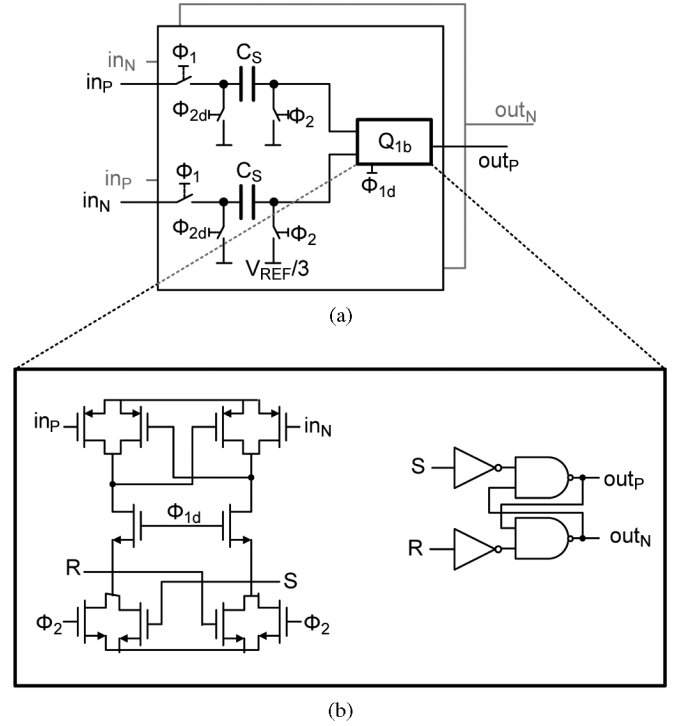 in_N
Φ_1
C_S
in_P
Φ_2d
Φ_2
out_N
Q_1b
out_P
Φ_1d
in_P
Φ_1
C_S
in_N
Φ_2d
Φ_2
V_REF/3
(a)
in_P
in_N
S
out_P
Φ_1d
R
out_N
R
S
Φ_2
Φ_2
(b)